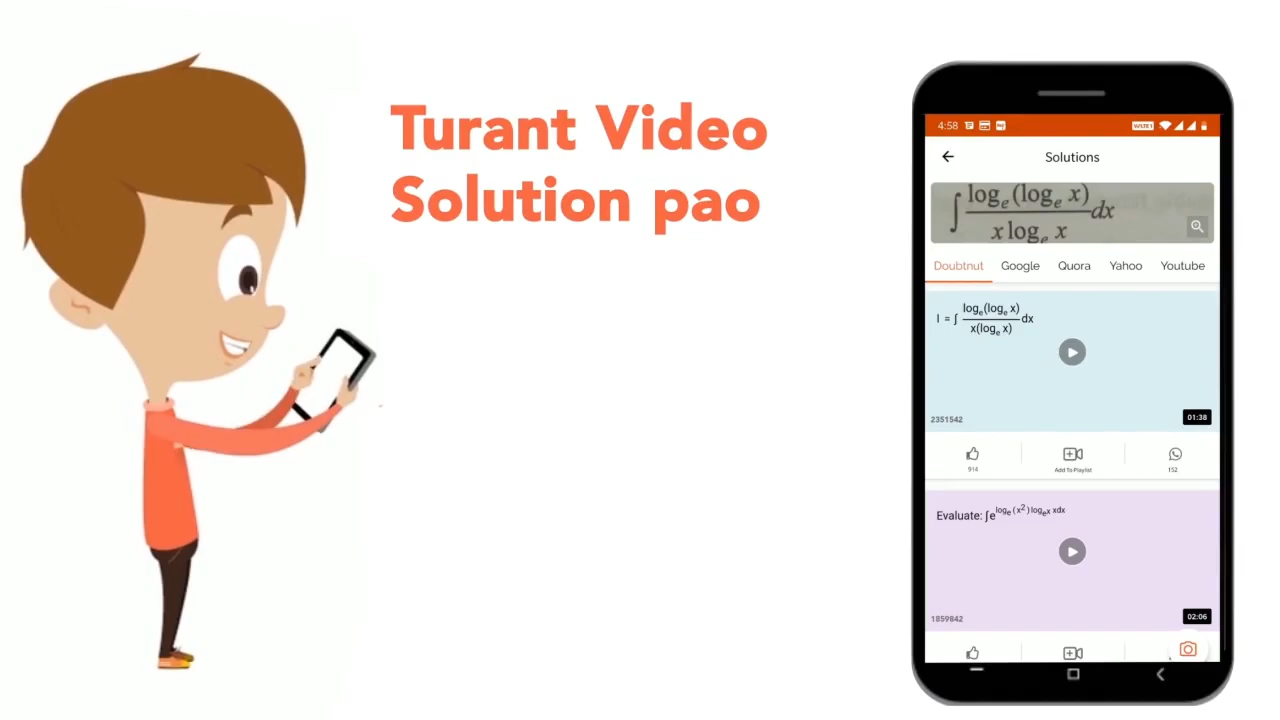 Turant Video
Solution pao
4:58
Solutions
∫ logₑ(logₑ x) / x logₑ x dx
Doubtnut Google Quora Yahoo Youtube
I = ∫ logₑ(logₑ x) / x(logₑ x) dx
2351542 01:38
914 Add To Playlist 152
Evaluate: ∫e^logₑ(x²)logₑx xdx
1859842 02:06